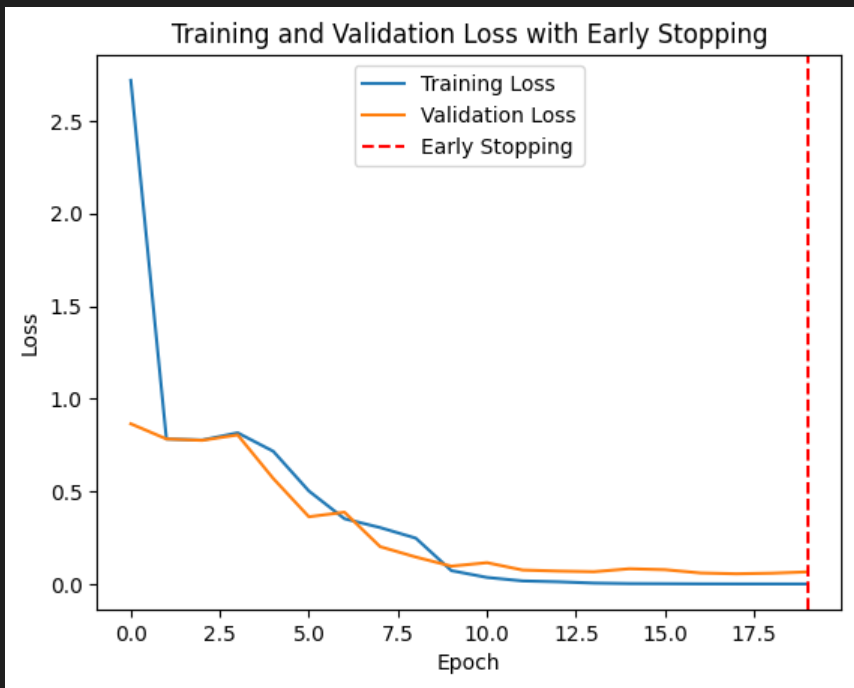 Training and Validation Loss with Early Stopping
Training Loss
Validation Loss
Early Stopping
2.5
2.0
1.5
1.0
0.5
0.0
Loss
0.0 2.5 5.0 7.5 10.0 12.5 15.0 17.5
Epoch